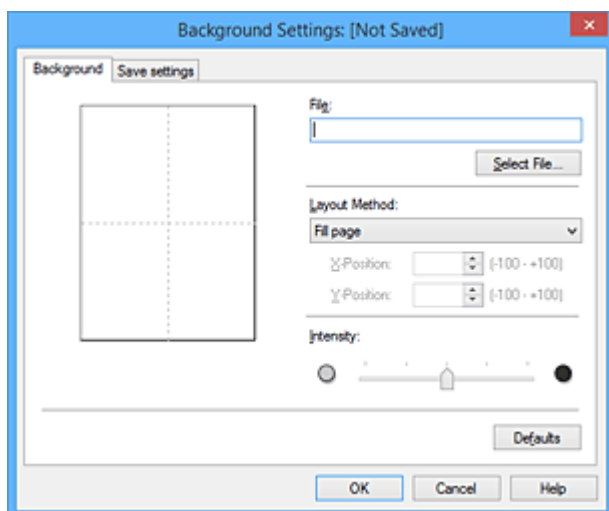 Background Settings: [Not Saved]
Background Save settings
File:
Select File...
Layout Method:
Fill page
X-Position: (-100 - +100)
Y-Position: (-100 - +100)
Intensity:
Defaults
OK Cancel Help